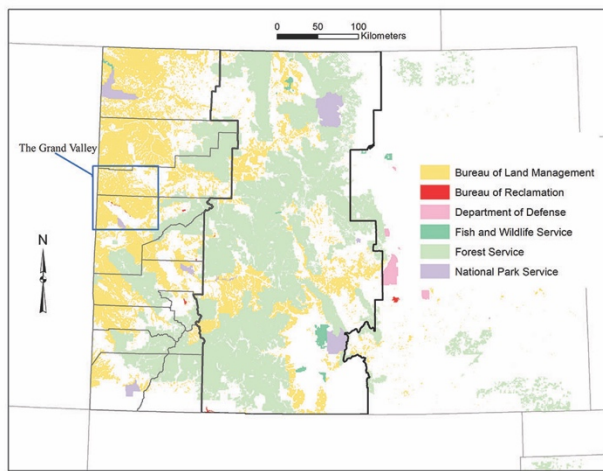 0 50 100
Kilometers
The Grand Valley
Bureau of Land Management
Bureau of Reclamation
Department of Defense
Fish and Wildlife Service
Forest Service
National Park Service
N